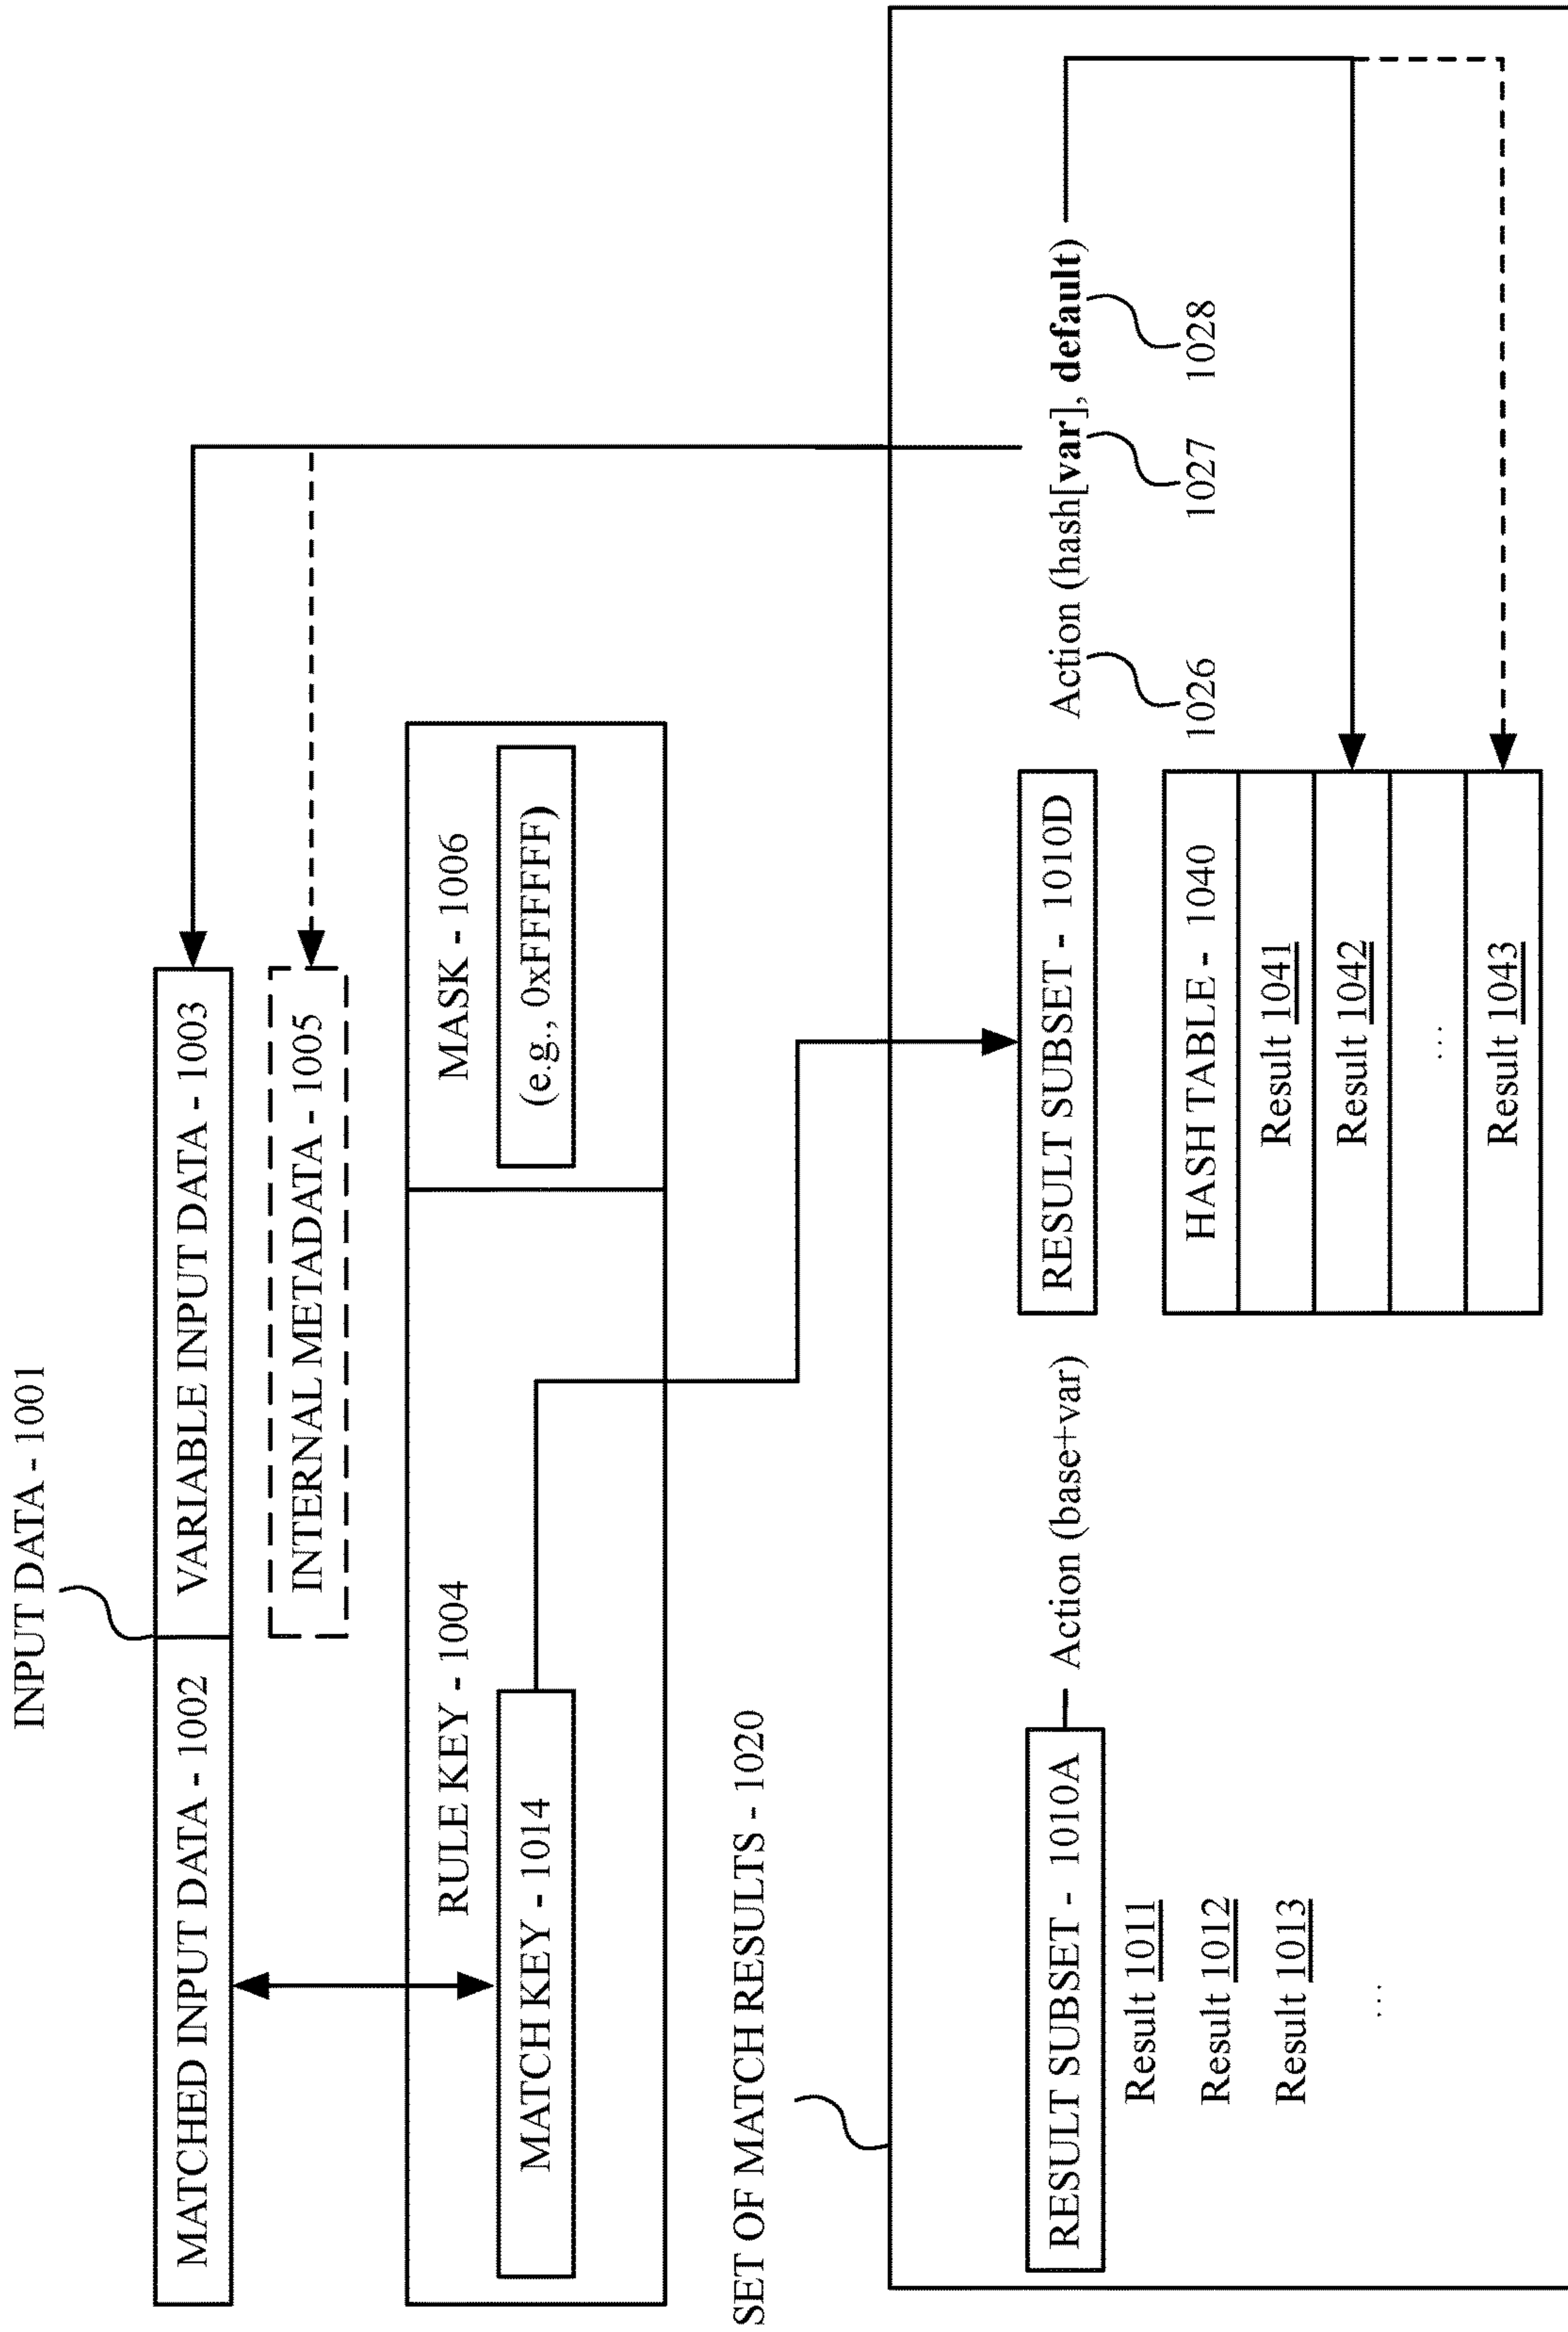 INPUT DATA - 1001
MATCHED INPUT DATA - 1002
VARIABLE INPUT DATA - 1003
INTERNAL METADATA - 1005
RULE KEY - 1004
MASK - 1006
MATCH KEY - 1014
(e.g., 0xFFFFFF)
SET OF MATCH RESULTS - 1020
RESULT SUBSET - 1010A
Action (base+var)
RESULT SUBSET - 1010D
Action (hash[var], default)
Result 1011
Result 1012
Result 1013
...
1026
1027
1028
HASH TABLE - 1040
Result 1041
Result 1042
...
Result 1043